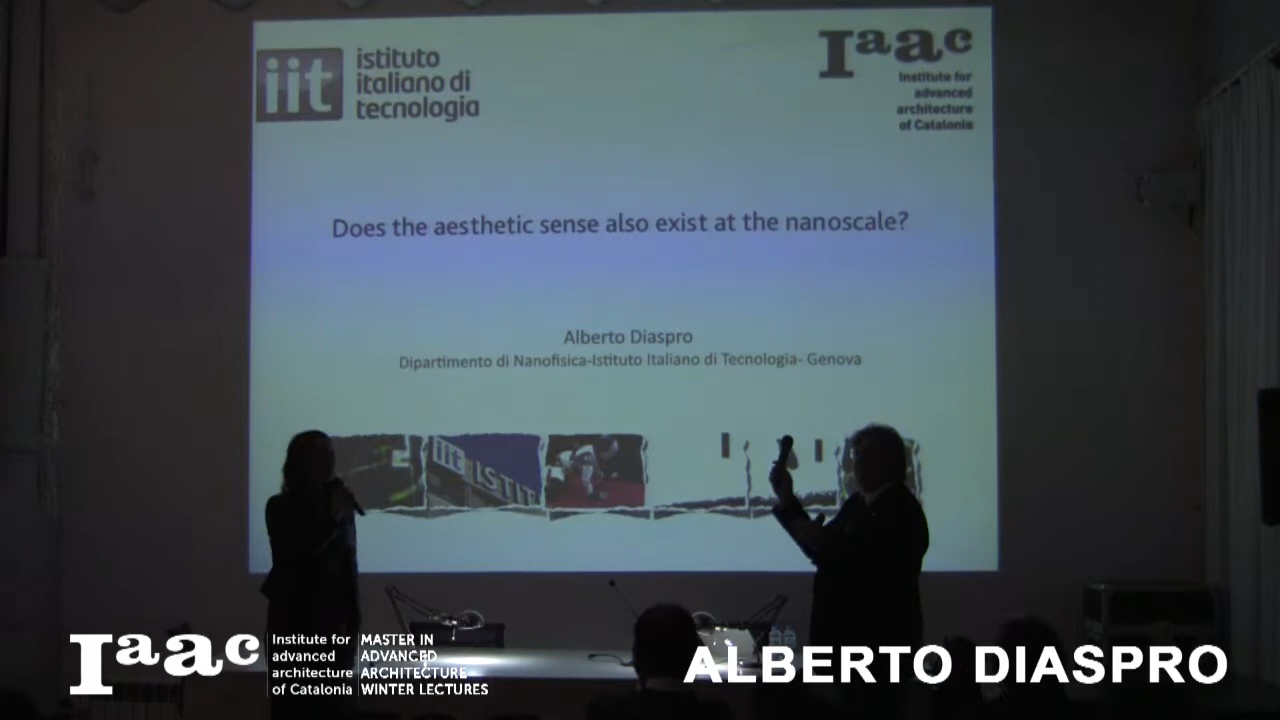 iit
istituto
italiano di
tecnologia
Iaac
Institute for
advanced
architecture
of Catalonia
Does the aesthetic sense also exist at the nanoscale?
Alberto Diaspro
Dipartimento di Nanofisica-Istituto Italiano di Tecnologia- Genova
iit ISTIT
Iaac
Institute for
advanced
architecture
of Catalonia
MASTER IN
ADVANCED
ARCHITECTURE
WINTER LECTURES
ALBERTO DIASPRO